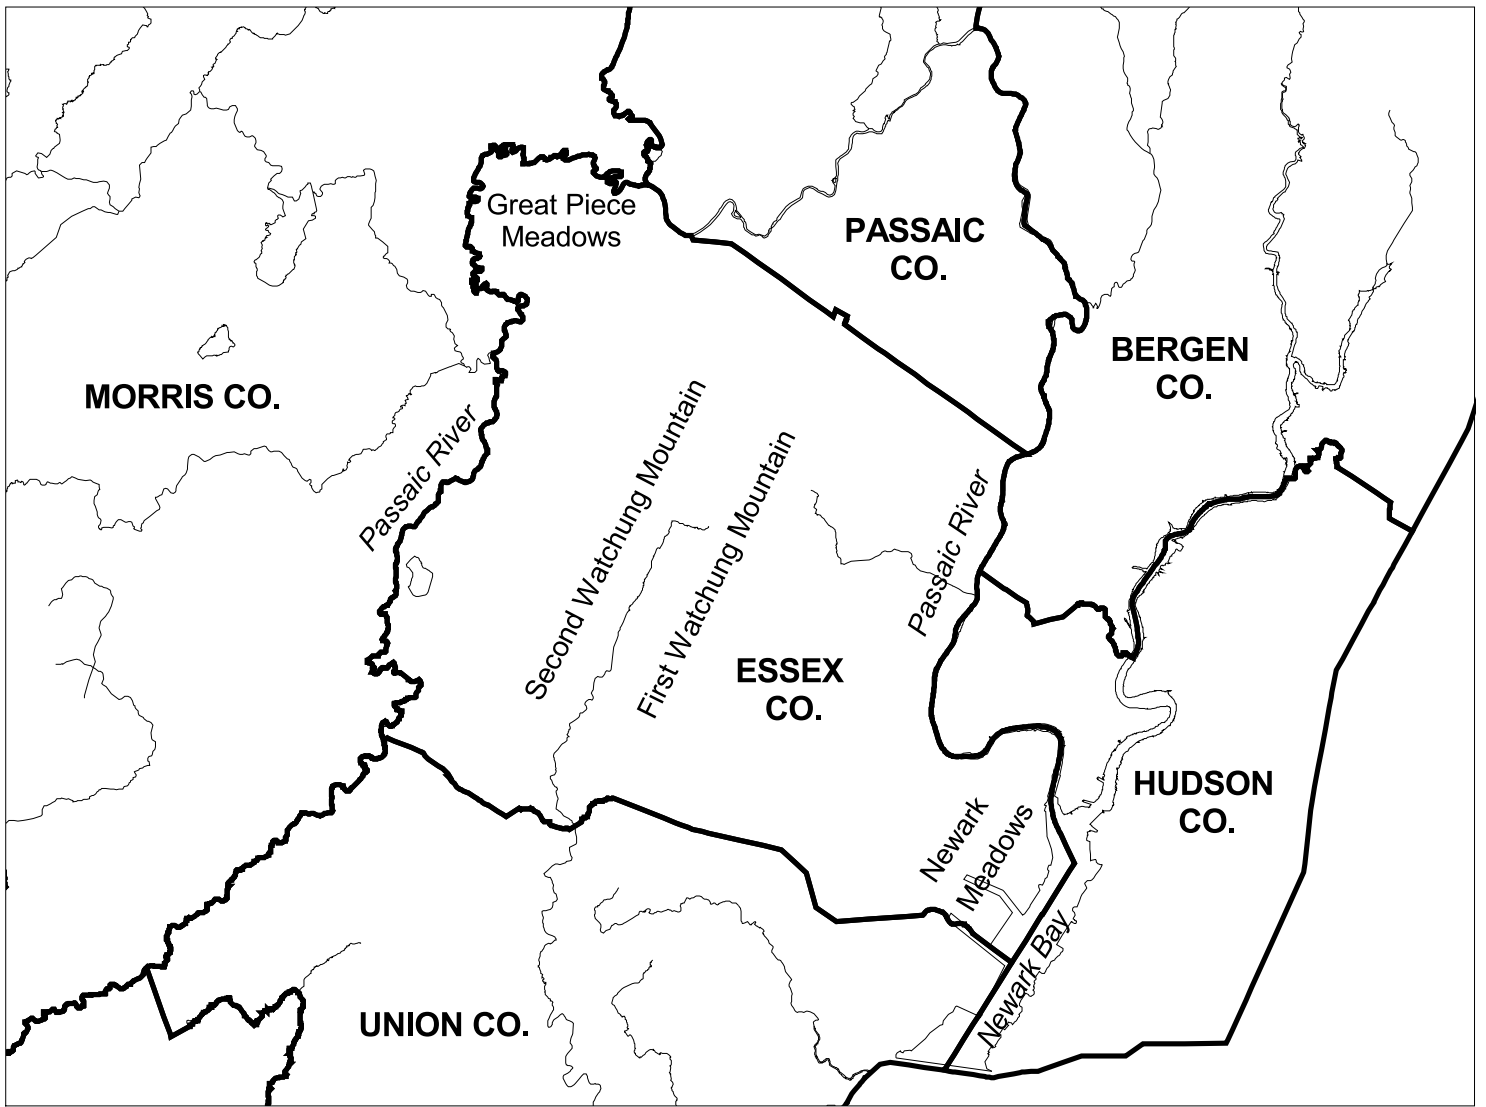 Great Piece
Meadows
PASSAIC
CO.
BERGEN
CO.
MORRIS CO.
Passaic River
Second Watchung Mountain
First Watchung Mountain
Passaic River
ESSEX
CO.
HUDSON
CO.
Newark
Meadows
Newark Bay
UNION CO.